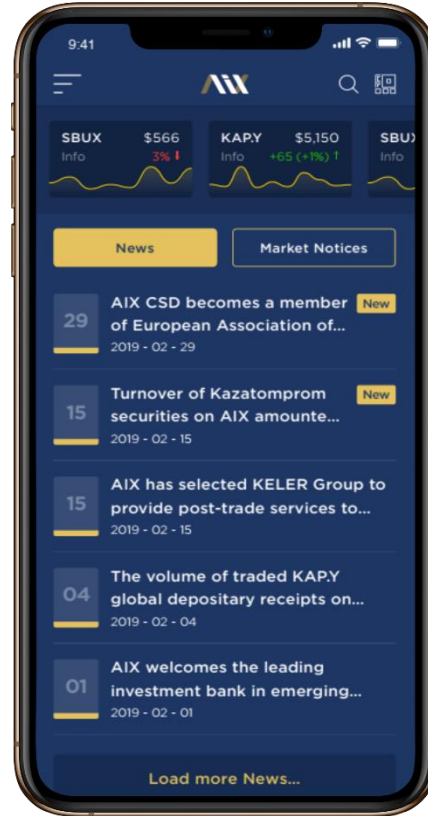 9:41
AIX
SBUX $566
Info 3% ⬇
KAP.Y $5,150
Info +65 (+1%) ↑
SBUX
Info
News
Market Notices
29
AIX CSD becomes a member New
of European Association of...
2019 - 02 - 29
15
Turnover of Kazatomprom New
securities on AIX amounte...
2019 - 02 - 15
15
AIX has selected KELER Group to
provide post-trade services to...
2019 - 02 - 15
04
The volume of traded KAP.Y
global depositary receipts on...
2019 - 02 - 04
01
AIX welcomes the leading
investment bank in emerging...
2019 - 02 - 01
Load more News...